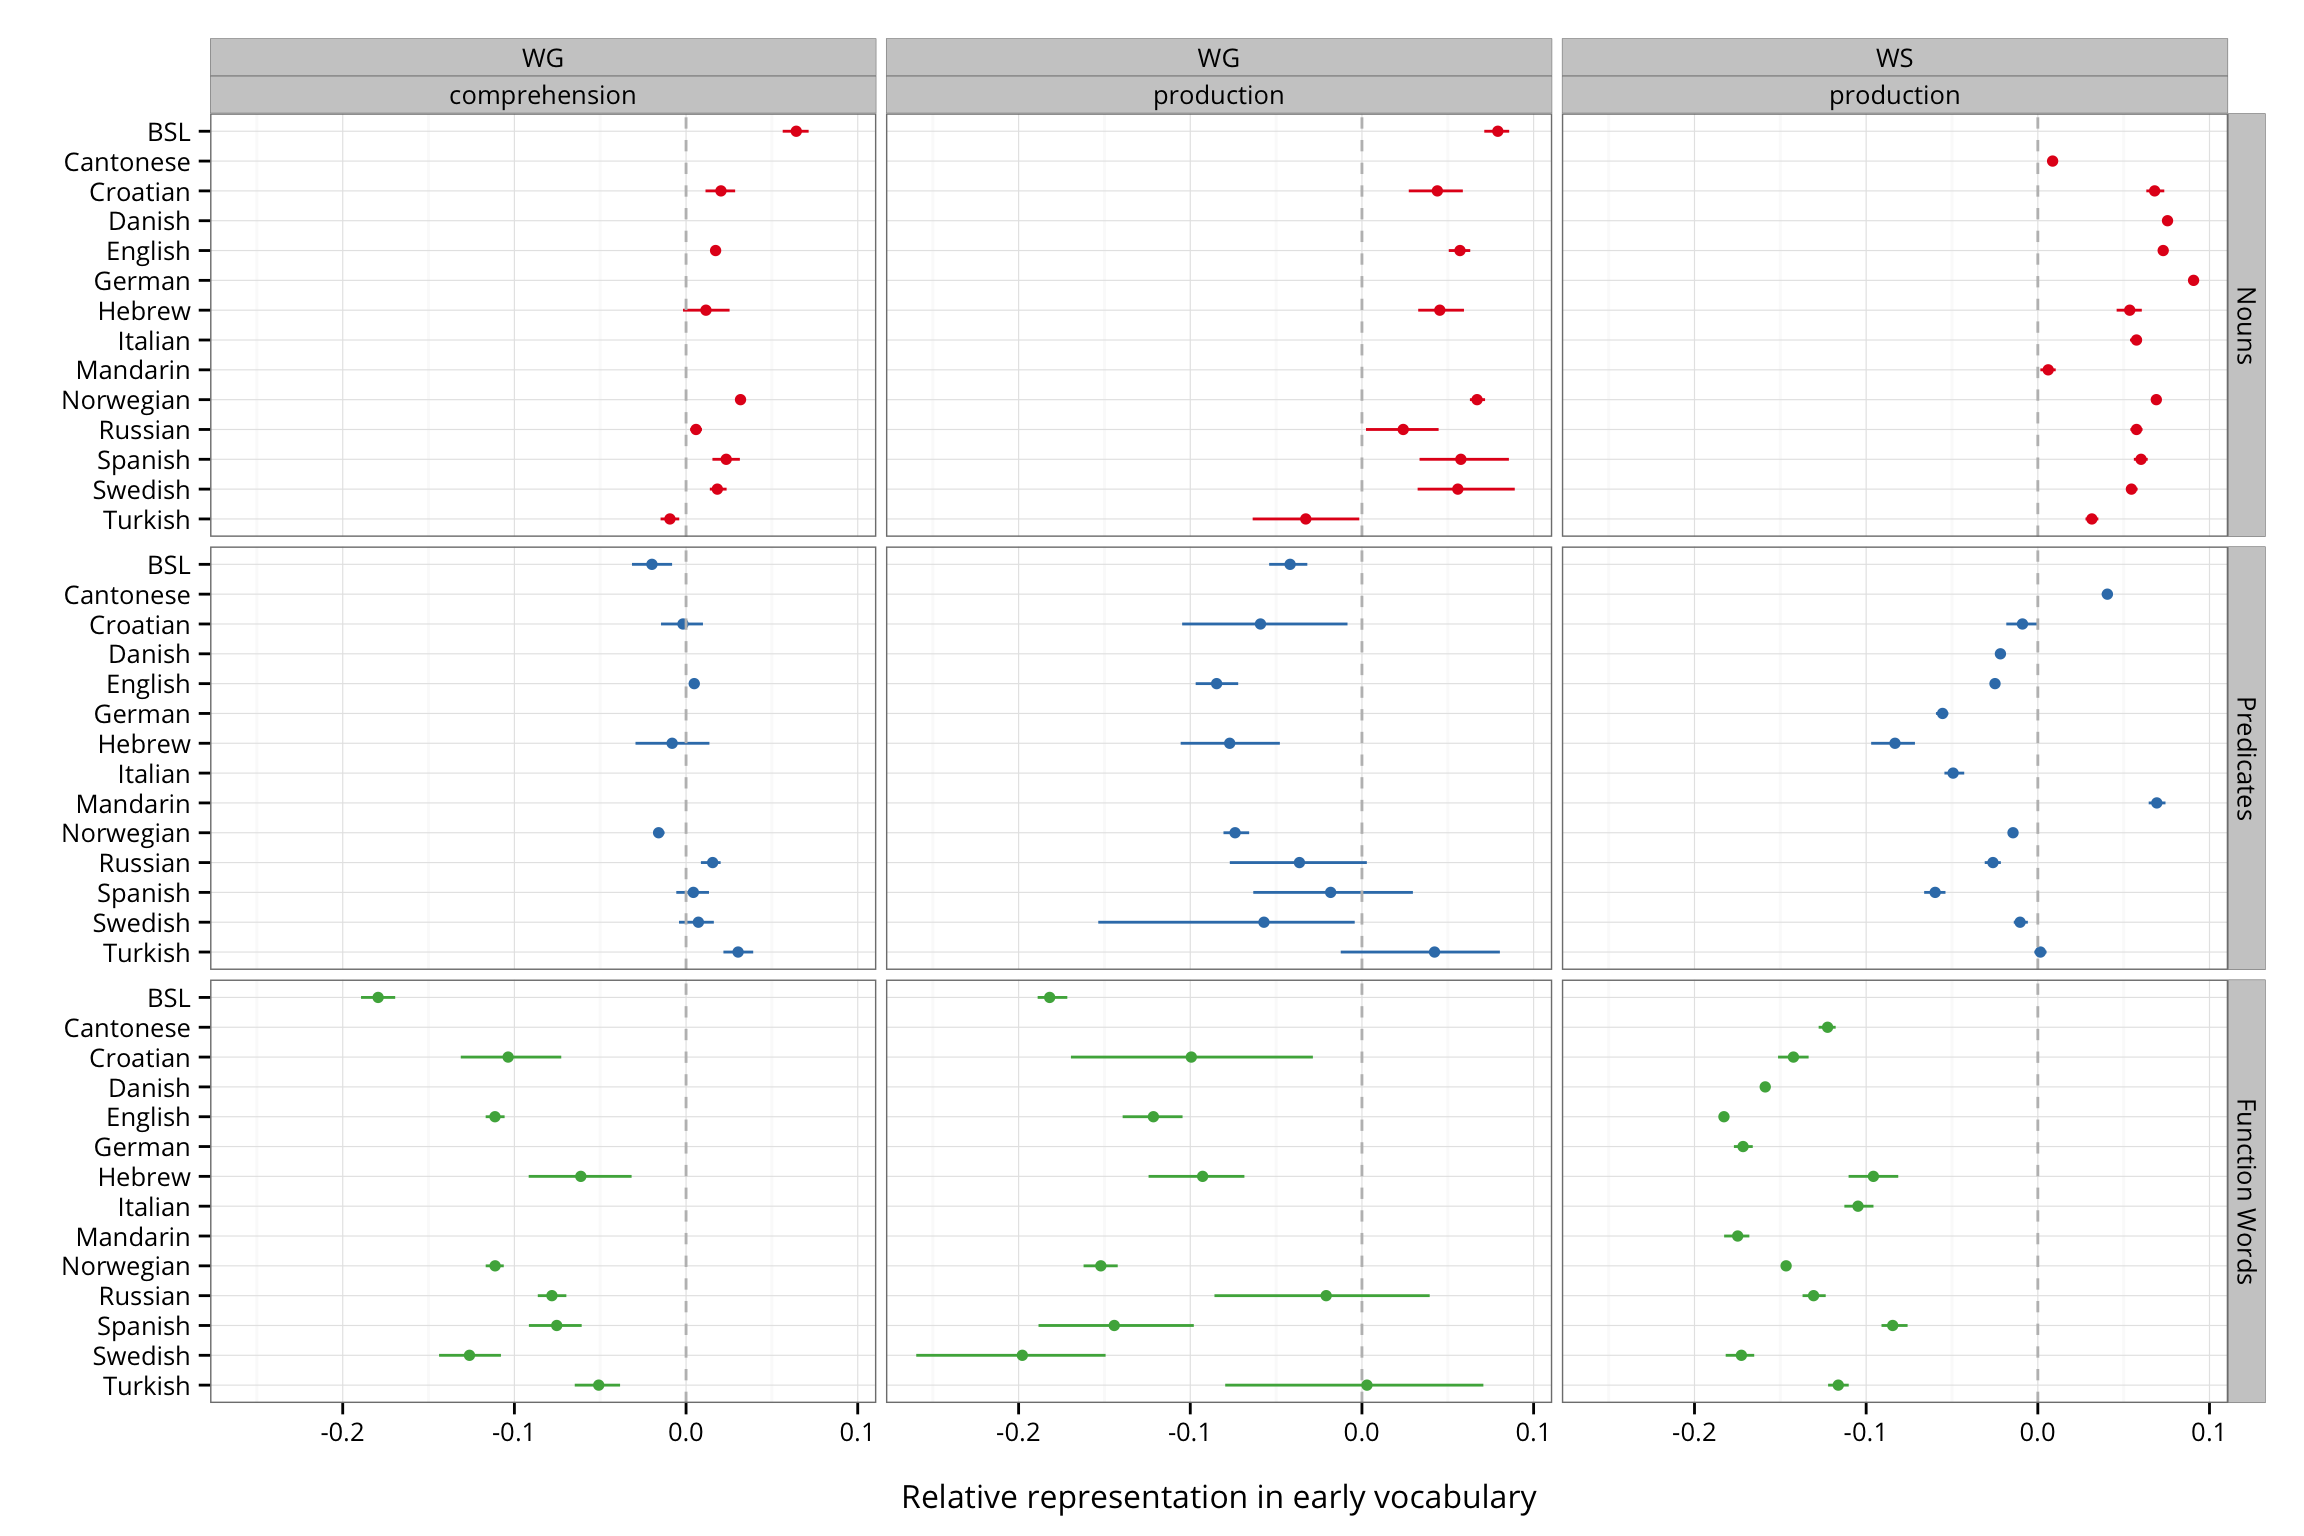 WG WG WS
comprehension production production
BSL
Cantonese
Croatian
Danish
English
German
Hebrew
Italian
Mandarin
Norwegian
Russian
Spanish
Swedish
Turkish
Nouns
BSL
Cantonese
Croatian
Danish
English
German
Hebrew
Italian
Mandarin
Norwegian
Russian
Spanish
Swedish
Turkish
Predicates
BSL
Cantonese
Croatian
Danish
English
German
Hebrew
Italian
Mandarin
Norwegian
Russian
Spanish
Swedish
Turkish
Function Words
-0.2 -0.1 0.0 0.1 -0.2 -0.1 0.0 0.1 -0.2 -0.1 0.0 0.1
Relative representation in early vocabulary